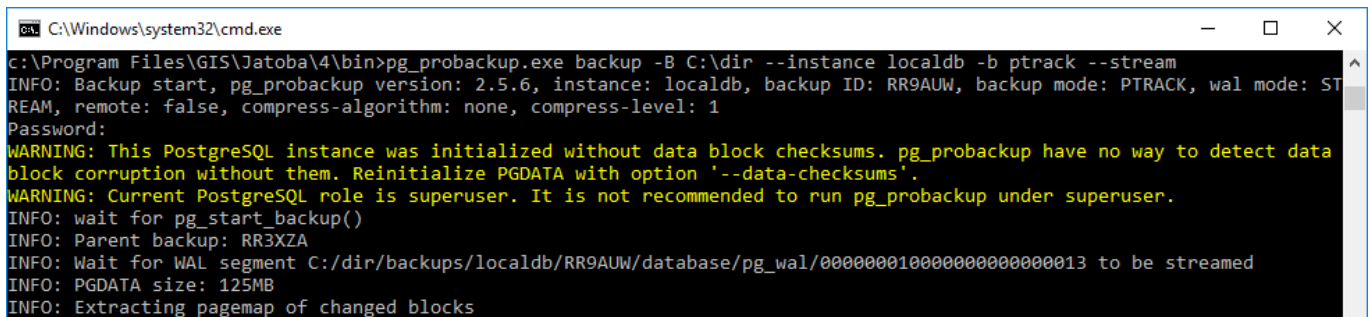 C:\Windows\system32\cmd.exe
c:\Program Files\GIS\Jatoba\4\bin>pg_probackup.exe backup -B C:\dir --instance localdb -b ptrack --stream
INFO: Backup start, pg_probackup version: 2.5.6, instance: localdb, backup ID: RR9AUW, backup mode: PTRACK, wal mode: ST
REAM, remote: false, compress-algorithm: none, compress-level: 1
Password:
WARNING: This PostgreSQL instance was initialized without data block checksums. pg_probackup have no way to detect data
block corruption without them. Reinitialize PGDATA with option '--data-checksums'.
WARNING: Current PostgreSQL role is superuser. It is not recommended to run pg_probackup under superuser.
INFO: wait for pg_start_backup()
INFO: Parent backup: RR3XZA
INFO: Wait for WAL segment C:/dir/backups/localdb/RR9AUW/database/pg_wal/000000010000000000000013 to be streamed
INFO: PGDATA size: 125MB
INFO: Extracting pagemap of changed blocks